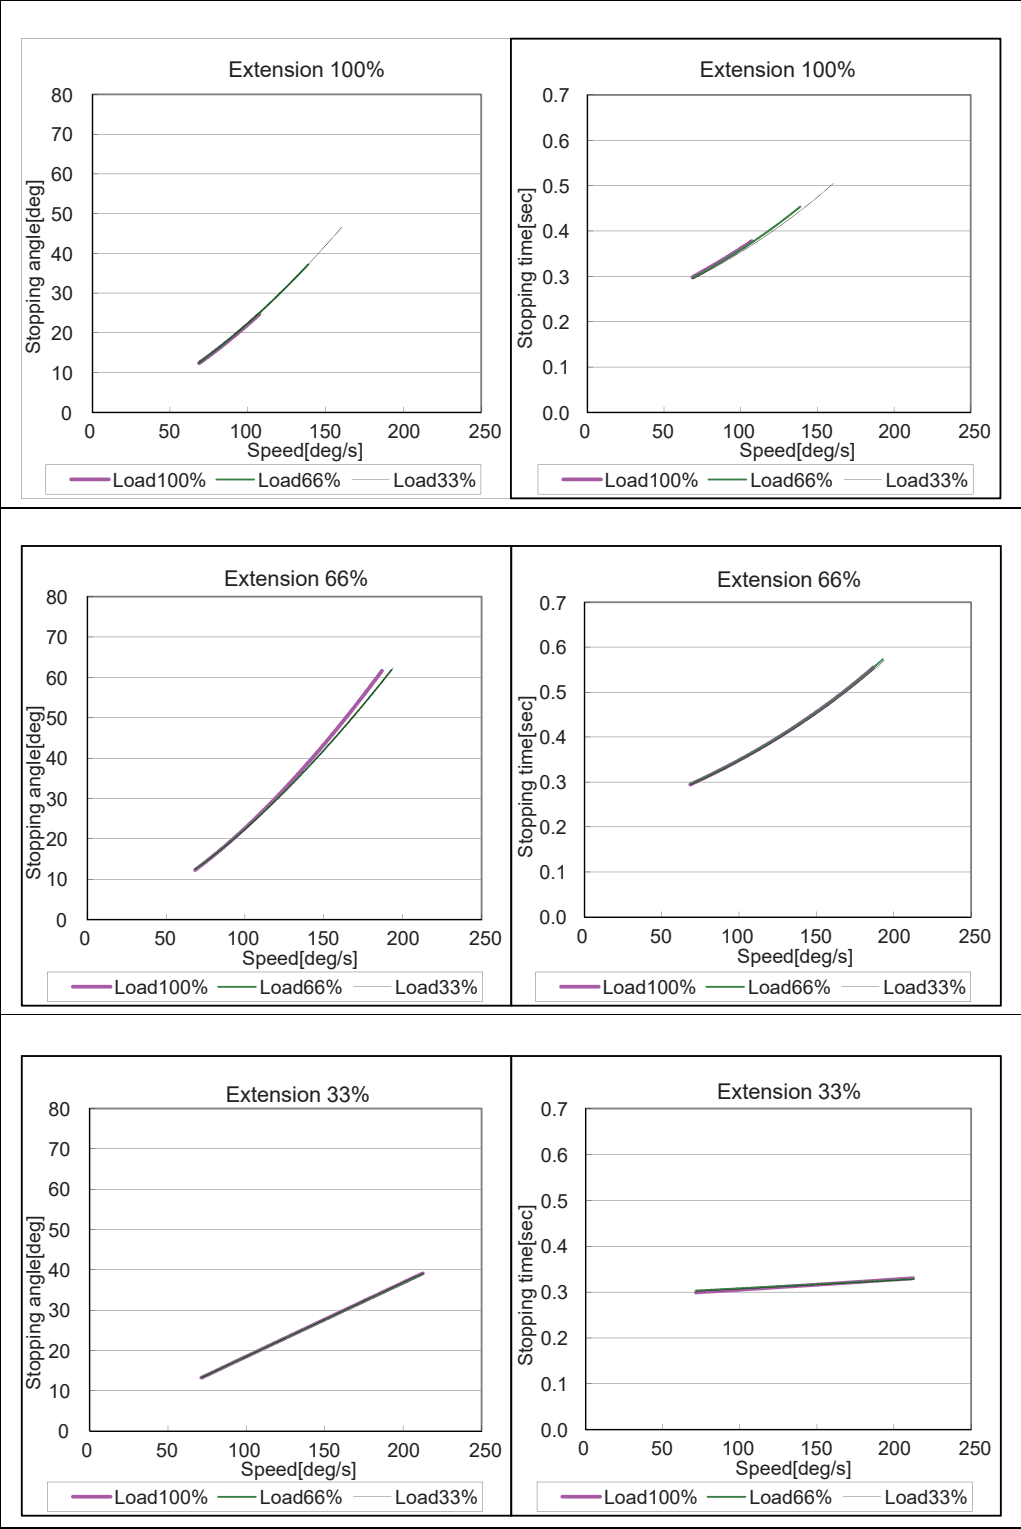 Extension 100%
Stopping angle[deg]
80
70
60
50
40
30
20
10
0
0 50 100 150 200 250
Speed[deg/s]
Load100% Load66% Load33%
Extension 100%
Stopping time[sec]
0.7
0.6
0.5
0.4
0.3
0.2
0.1
0.0
0 50 100 150 200 250
Speed[deg/s]
Load100% Load66% Load33%
Extension 66%
Stopping angle[deg]
80
70
60
50
40
30
20
10
0
0 50 100 150 200 250
Speed[deg/s]
Load100% Load66% Load33%
Extension 66%
Stopping time[sec]
0.7
0.6
0.5
0.4
0.3
0.2
0.1
0.0
0 50 100 150 200 250
Speed[deg/s]
Load100% Load66% Load33%
Extension 33%
Stopping angle[deg]
80
70
60
50
40
30
20
10
0
0 50 100 150 200 250
Speed[deg/s]
Load100% Load66% Load33%
Extension 33%
Stopping time[sec]
0.7
0.6
0.5
0.4
0.3
0.2
0.1
0.0
0 50 100 150 200 250
Speed[deg/s]
Load100% Load66% Load33%